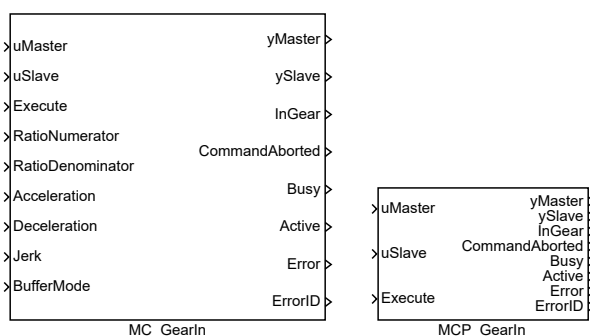 uMaster
uSlave
Execute
RatioNumerator
RatioDenominator
Acceleration
Deceleration
Jerk
BufferMode
yMaster
ySlave
InGear
CommandAborted
Busy
Active
Error
ErrorID
MC_GearIn
uMaster
uSlave
Execute
yMaster
ySlave
InGear
CommandAborted
Busy
Active
Error
ErrorID
MCP_GearIn